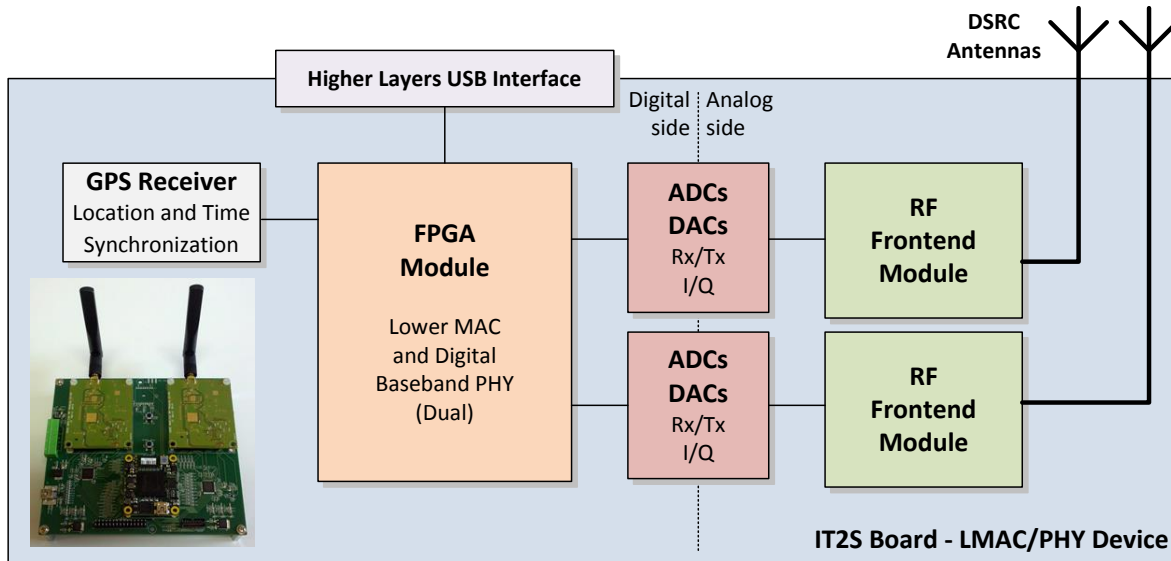 DSRC
Antennas
Higher Layers USB Interface
Digital
side
Analog
side
GPS Receiver
Location and Time
Synchronization
FPGA
Module
Lower MAC
and Digital
Baseband PHY
(Dual)
ADCs
DACs
Rx/Tx
I/Q
RF
Frontend
Module
ADCs
DACs
Rx/Tx
I/Q
RF
Frontend
Module
IT2S Board - LMAC/PHY Device